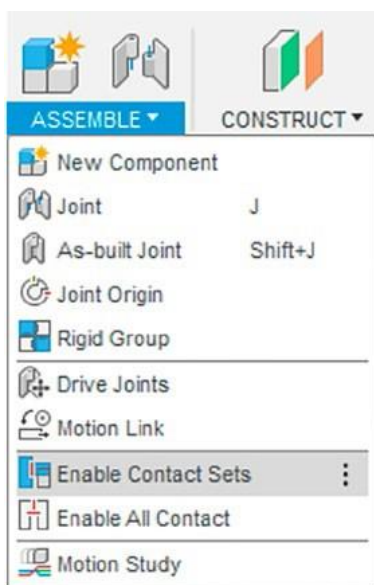 ASSEMBLE CONSTRUCT
New Component
Joint J
As-built Joint Shift+J
Joint Origin
Rigid Group
Drive Joints
Motion Link
Enable Contact Sets
Enable All Contact
Motion Study